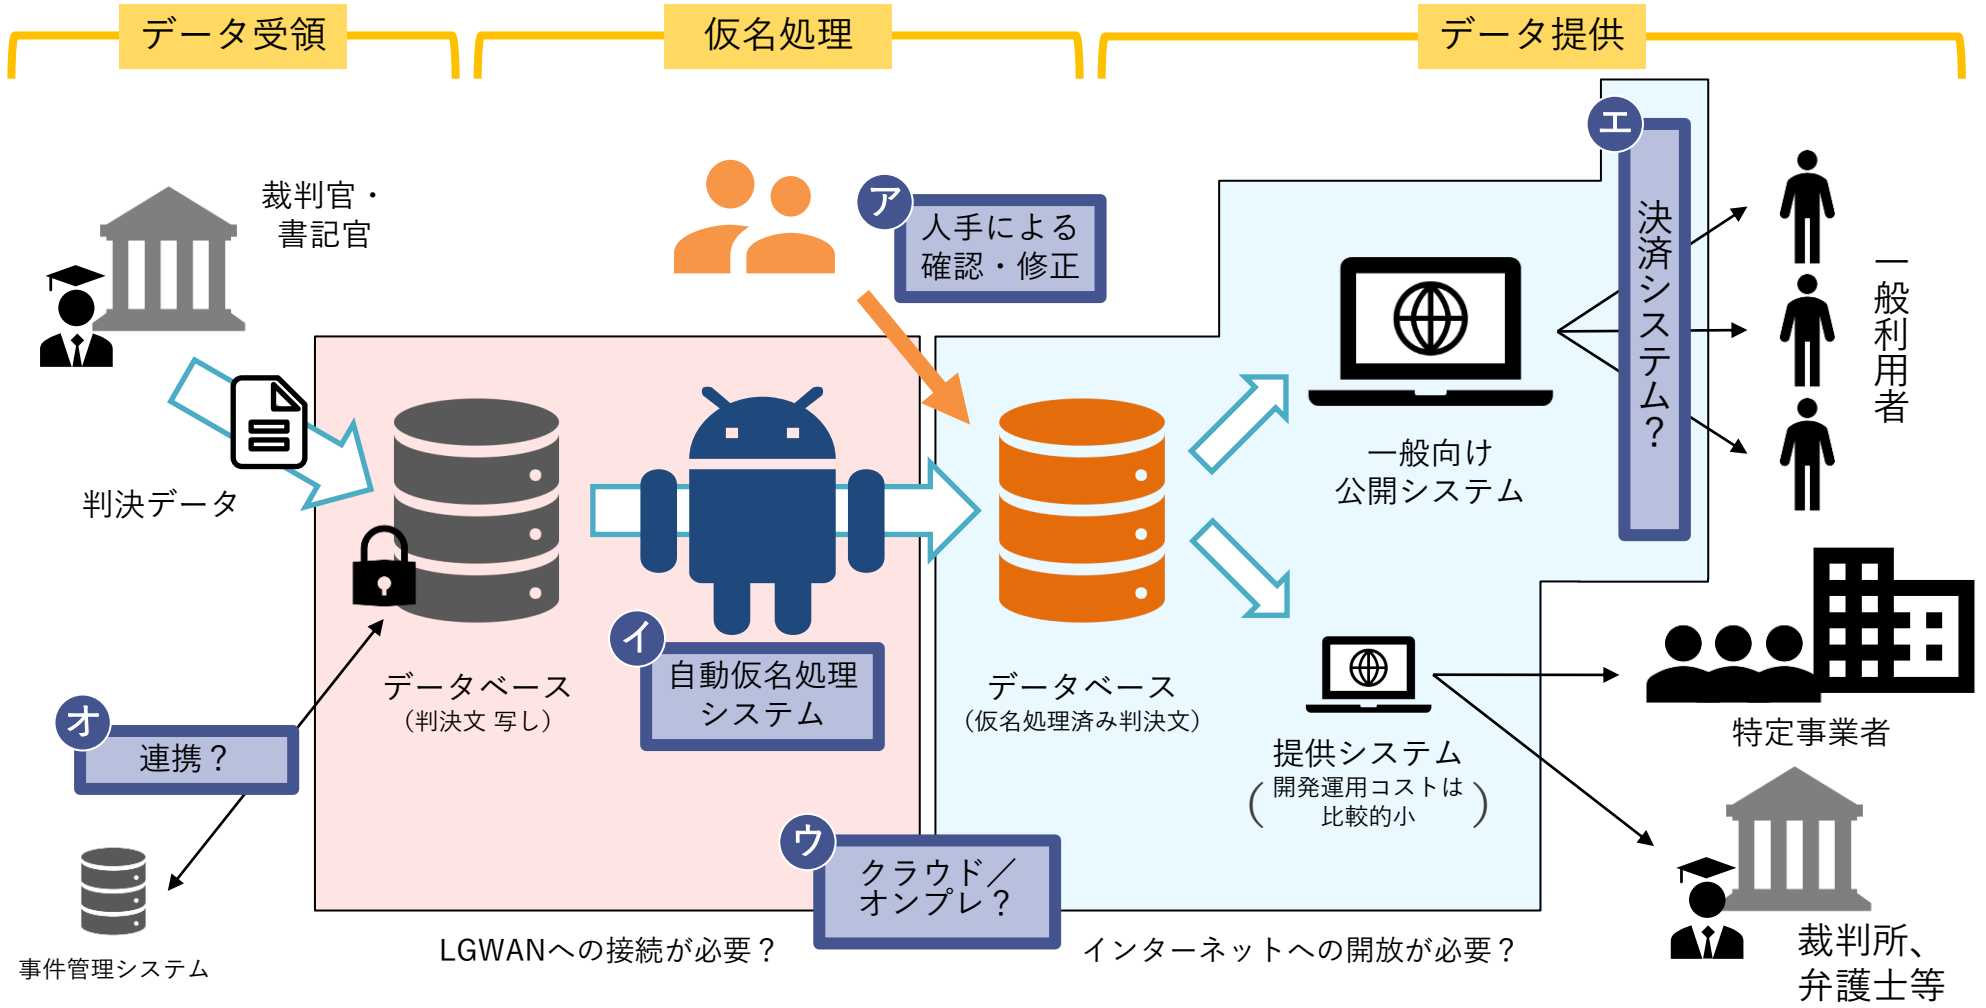 データ受領
仮名処理
データ提供
裁判官・
書記官
判決データ
ア
人手による
確認・修正
エ
決済システム？
一般利用者
一般向け
公開システム
データベース
（判決文 写し）
イ
自動仮名処理
システム
データベース
（仮名処理済み判決文）
提供システム
（開発運用コストは
比較的小）
特定事業者
オ
連携？
事件管理システム
ウ
クラウド／
オンプレ？
LGWANへの接続が必要？
インターネットへの開放が必要？
裁判所、
弁護士等